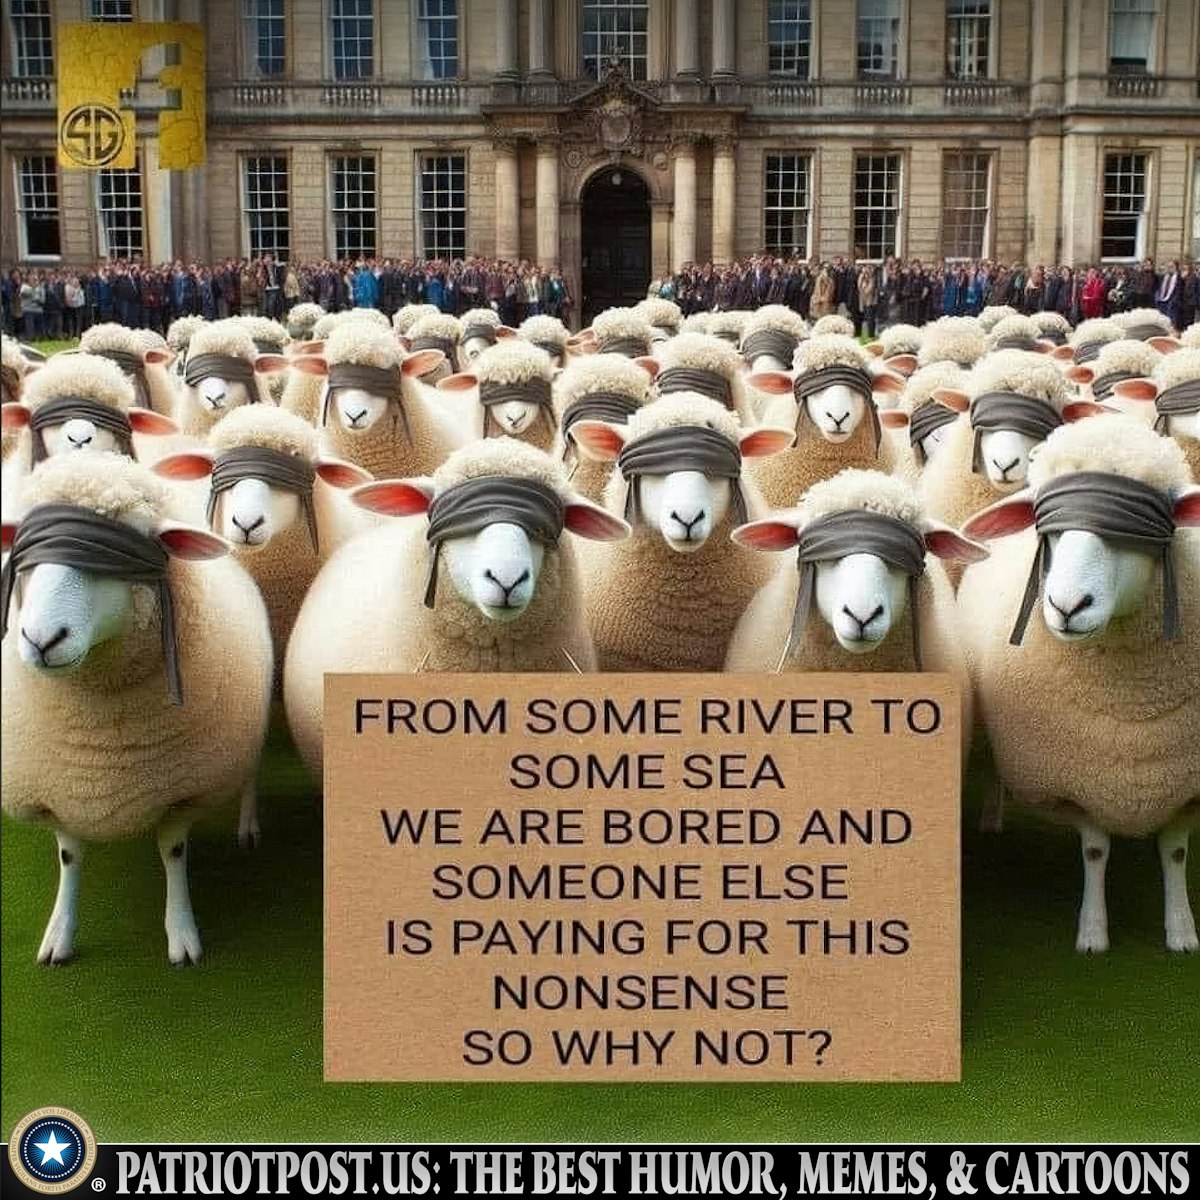 SG
FROM SOME RIVER TO
SOME SEA
WE ARE BORED AND
SOMEONE ELSE
IS PAYING FOR THIS
NONSENSE
SO WHY NOT?
® PATRIOTPOST.US: THE BEST HUMOR, MEMES, & CARTOONS